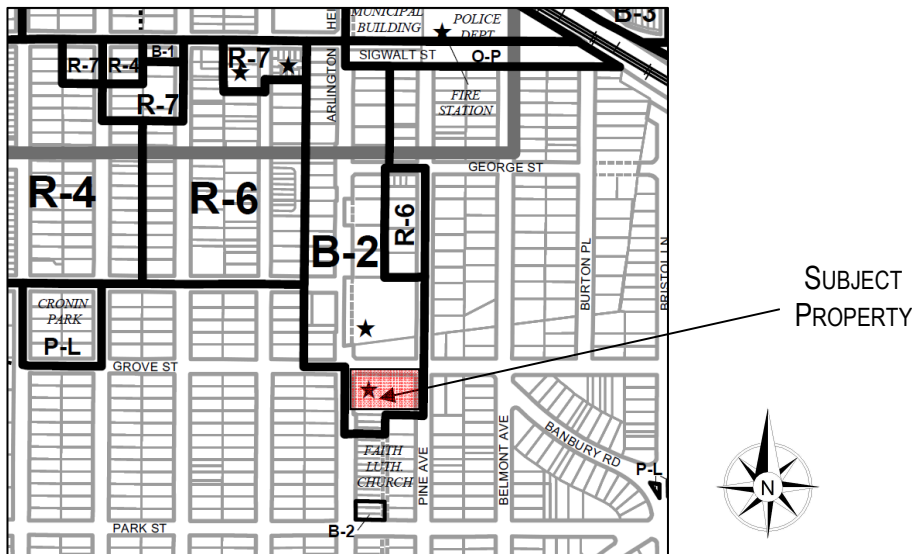 MUNICIPAL
BUILDING
POLICE
DEPT
B-3
SIGWALT ST
O-P
R-7
R-4
B-1
R-7
R-7
ARLINGTON
HEI
FIRE
STATION
GEORGE ST
R-4
R-6
B-2
R-6
BURTON PL
BRISTOL LN
SUBJECT
PROPERTY
CRONIN
PARK
P-L
GROVE ST
FAITH
LUTH.
CHURCH
PINE AVE
BELMONT AVE
BANBURY RD
P-L
B-2
PARK ST
N